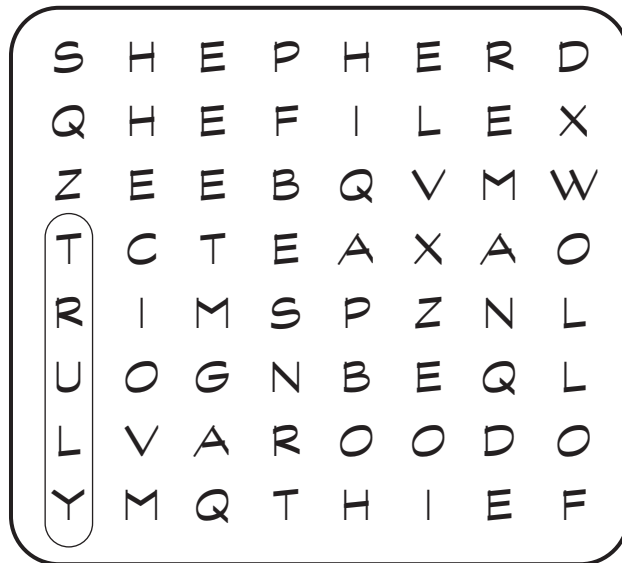 S H E P H E R D
Q H E F I L E X
Z E E B Q V M W
T C T E A X A O
R I M S P Z N L
U O G N B E Q L
L V A R O O D O
Y M Q T H I E F